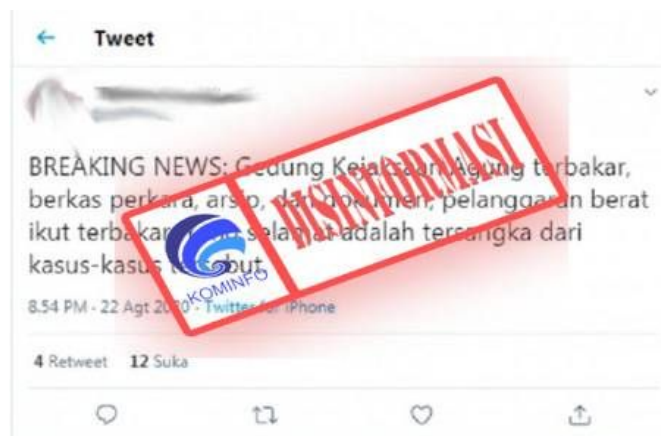 Tweet
BREAKING NEWS: Gedung Kejaksaan Agung terbakar,
berkas perkara, arsip, dan dokumen, pelanggaran berat
ikut terbakar. selamat adalah tersangka dari
kasus-kasus tersebut
DISINFORMASI
KOMINFO
8.54 PM · 22 Agt 2020 · Twitter for iPhone
4 Retweet 12 Suka